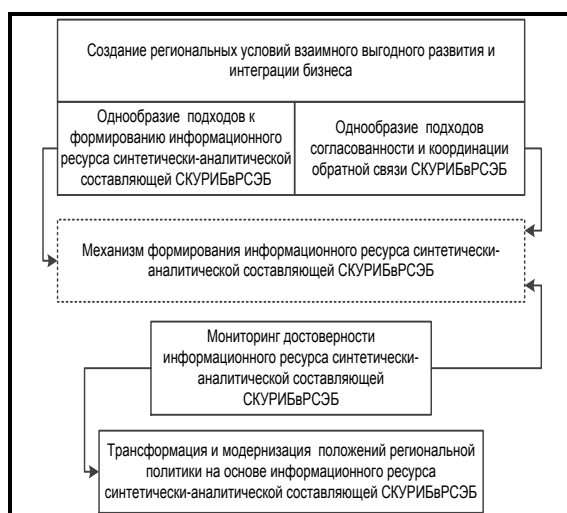 Создание региональных условий взаимного выгодного развития и
интеграции бизнеса
Однообразие подходов к
формированию информационного
ресурса синтетически-аналитической
составляющей СКУРИБвРСЭБ
Однообразие подходов
согласованности и координации
обратной связи СКУРИБвРСЭБ
Механизм формирования информационного ресурса синтетически-
аналитической составляющей СКУРИБвРСЭБ
Мониторинг достоверности
информационного ресурса синтетически-
аналитической составляющей
СКУРИБвРСЭБ
Трансформация и модернизация положений региональной
политики на основе информационного ресурса
синтетически-аналитической составляющей СКУРИБвРСЭБ